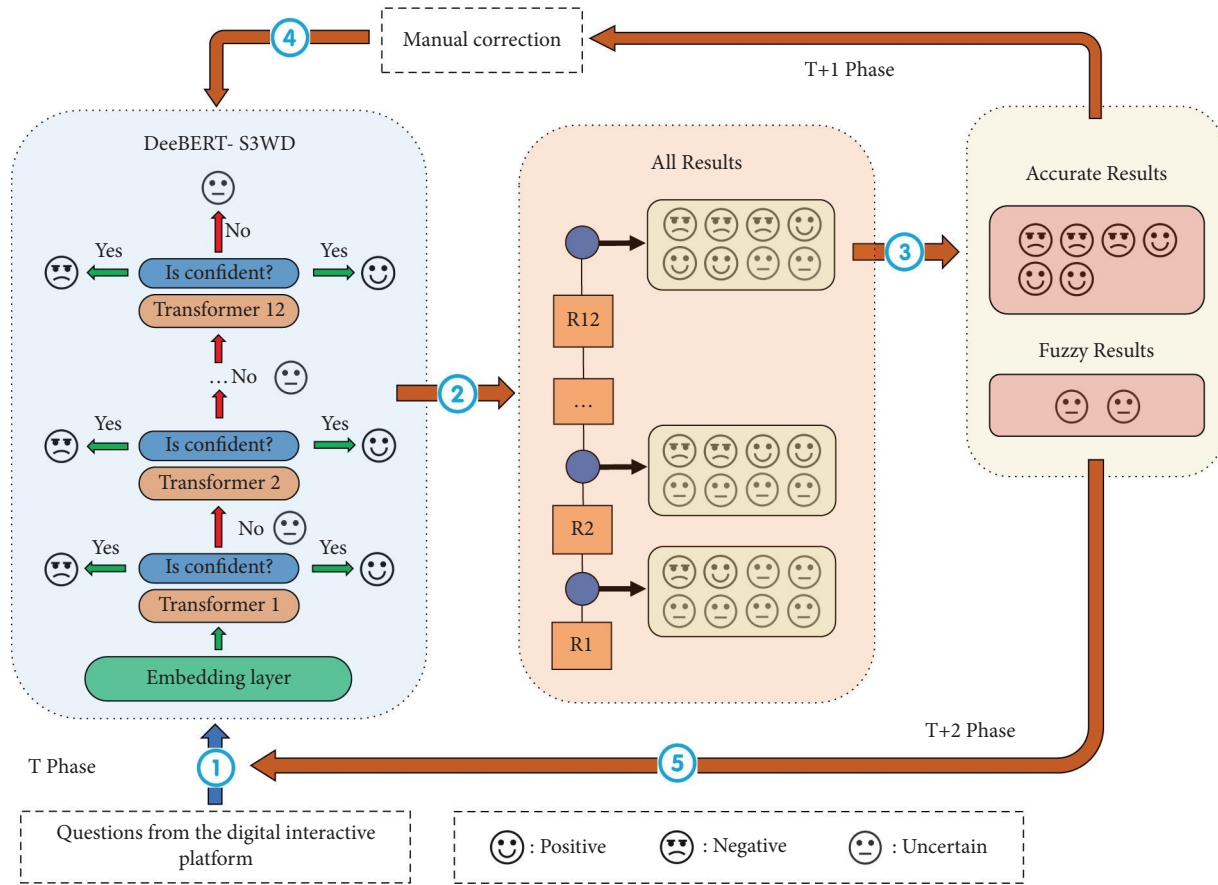 4
Manual correction
T+1 Phase
DeeBERT- S3WD
No
Yes
Is confident?
Yes
Transformer 12
…No
Yes
Is confident?
Yes
Transformer 2
No
Yes
Is confident?
Yes
Transformer 1
Embedding layer
2
All Results
R12
…
R2
R1
3
Accurate Results
Fuzzy Results
T+2 Phase
5
T Phase
1
Questions from the digital interactive
platform
: Positive
: Negative
: Uncertain